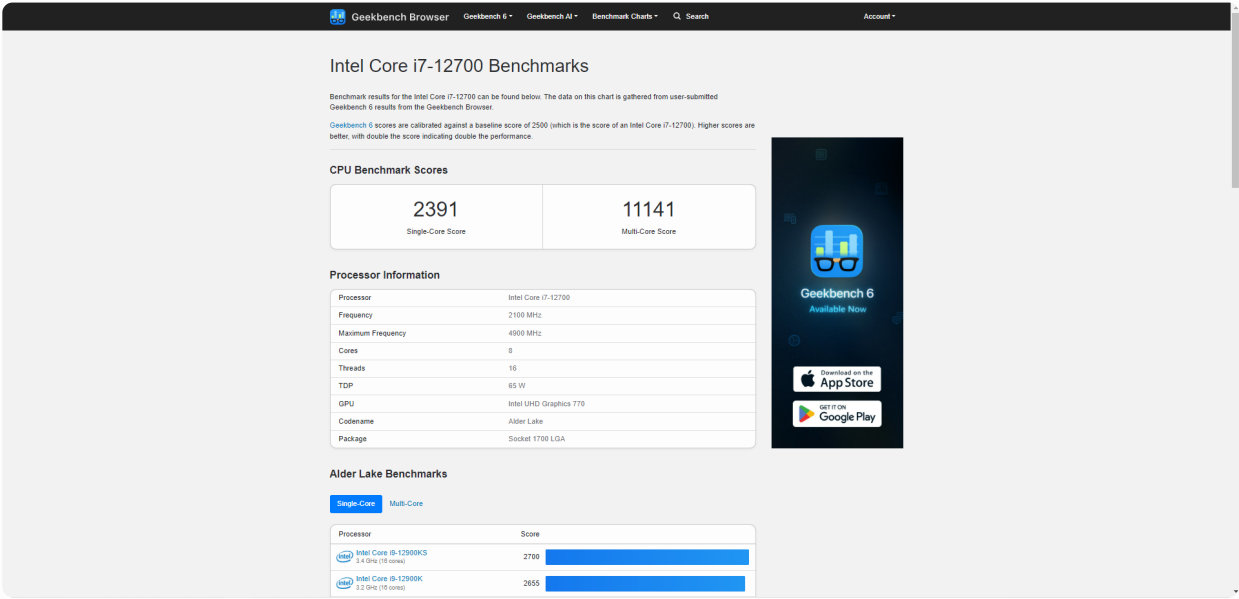 Geekbench Browser Geekbench 6 Geekbench AI Benchmark Charts Search Account
Intel Core i7-12700 Benchmarks
Benchmark results for the Intel Core i7-12700 can be found below. The data on this chart is gathered from user-submitted
Geekbench 6 results from the Geekbench Browser.
Geekbench 6 scores are calibrated against a baseline score of 2500 (which is the score of an Intel Core i7-12700). Higher scores are
better, with double the score indicating double the performance.
CPU Benchmark Scores
2391 11141
Single-Core Score Multi-Core Score
Processor Information
Processor Intel Core i7-12700
Frequency 2100 MHz
Maximum Frequency 4900 MHz
Cores 8
Threads 16
TDP 65 W
GPU Intel UHD Graphics 770
Codename Alder Lake
Package Socket 1700 LGA
Geekbench 6
Available Now
Download on the
App Store
GET IT ON
Google Play
Alder Lake Benchmarks
Single-Core Multi-Core
Processor Score
intel Intel Core i9-12900KS 2700
3.4 GHz (16 cores)
intel Intel Core i9-12900K 2655
3.2 GHz (16 cores)